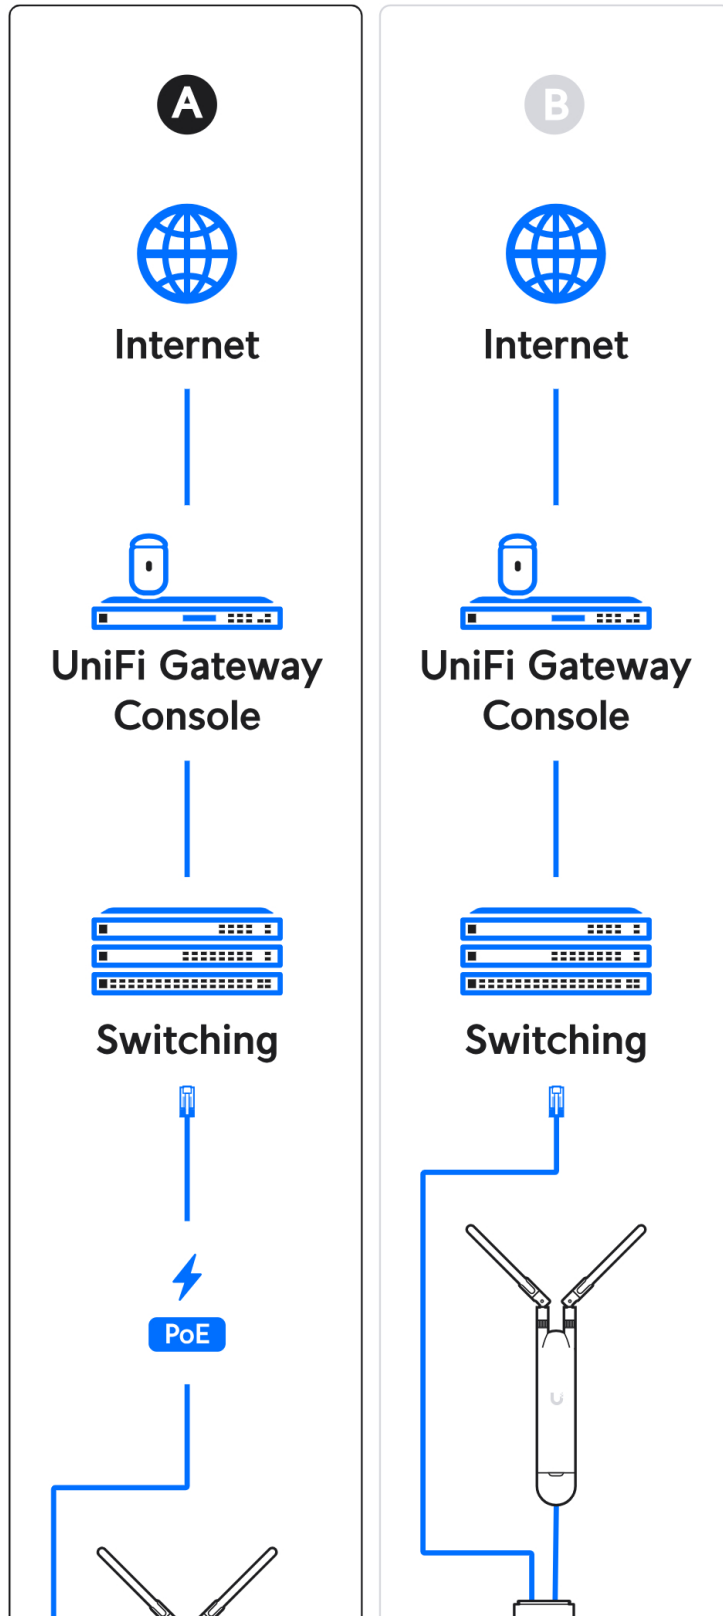 A
Internet
UniFi Gateway
Console
Switching
PoE
B
Internet
UniFi Gateway
Console
Switching